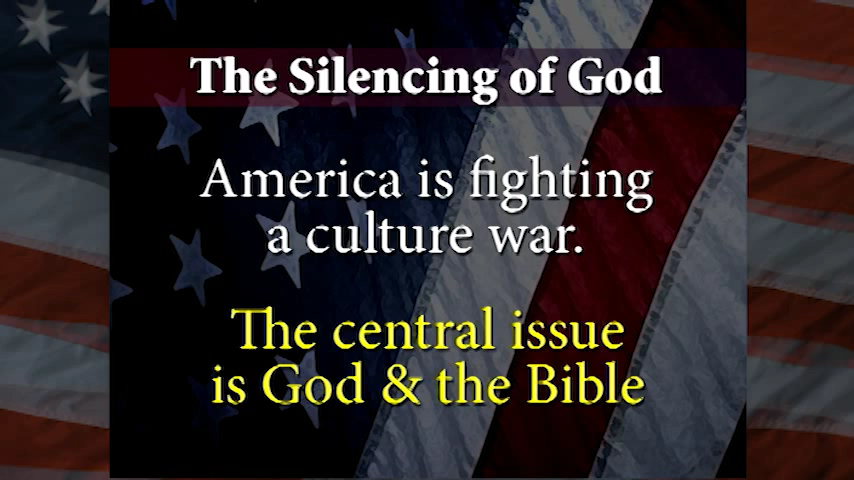 The Silencing of God
America is fighting
a culture war.
The central issue
is God & the Bible